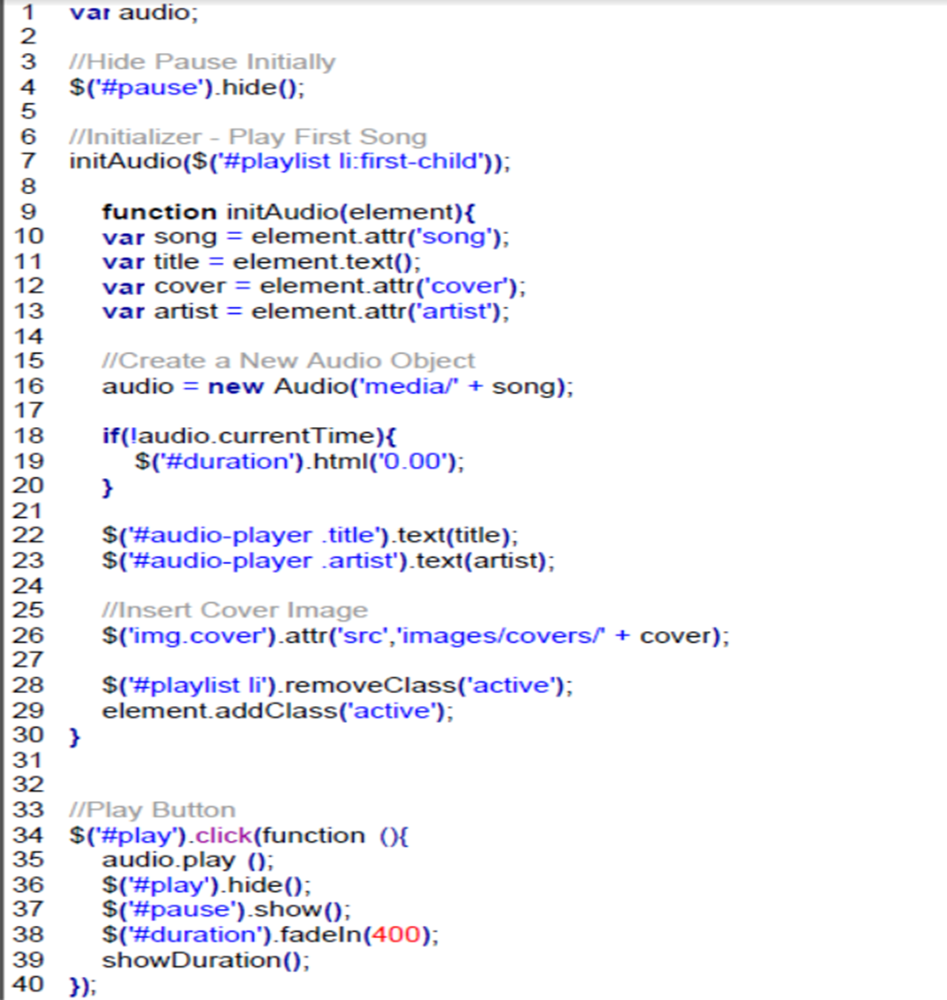 1 var audio;
2
3 //Hide Pause Initially
4 $('#pause').hide();
5
6 //Initializer - Play First Song
7 initAudio($('#playlist li:first-child'));
8
9 function initAudio(element){
10 var song = element.attr('song');
11 var title = element.text();
12 var cover = element.attr('cover');
13 var artist = element.attr('artist');
14
15 //Create a New Audio Object
16 audio = new Audio('media/' + song);
17
18 if(!audio.currentTime){
19 $('#duration').html('0.00');
20 }
21
22 $('#audio-player .title').text(title);
23 $('#audio-player .artist').text(artist);
24
25 //Insert Cover Image
26 $('img.cover').attr('src','images/covers/' + cover);
27
28 $('#playlist li').removeClass('active');
29 element.addClass('active');
30 }
31
32
33 //Play Button
34 $('#play').click(function (){
35 audio.play ();
36 $('#play').hide();
37 $('#pause').show();
38 $('#duration').fadeIn(400);
39 showDuration();
40 });